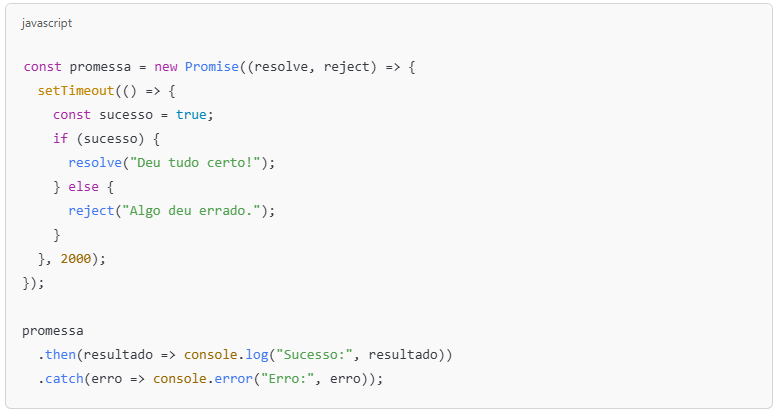 javascript
const promessa = new Promise((resolve, reject) => {
  setTimeout(() => {
    const sucesso = true;
    if (sucesso) {
      resolve("Deu tudo certo!");
    } else {
      reject("Algo deu errado.");
    }
  }, 2000);
});

promessa
  .then(resultado => console.log("Sucesso:", resultado))
  .catch(erro => console.error("Erro:", erro));